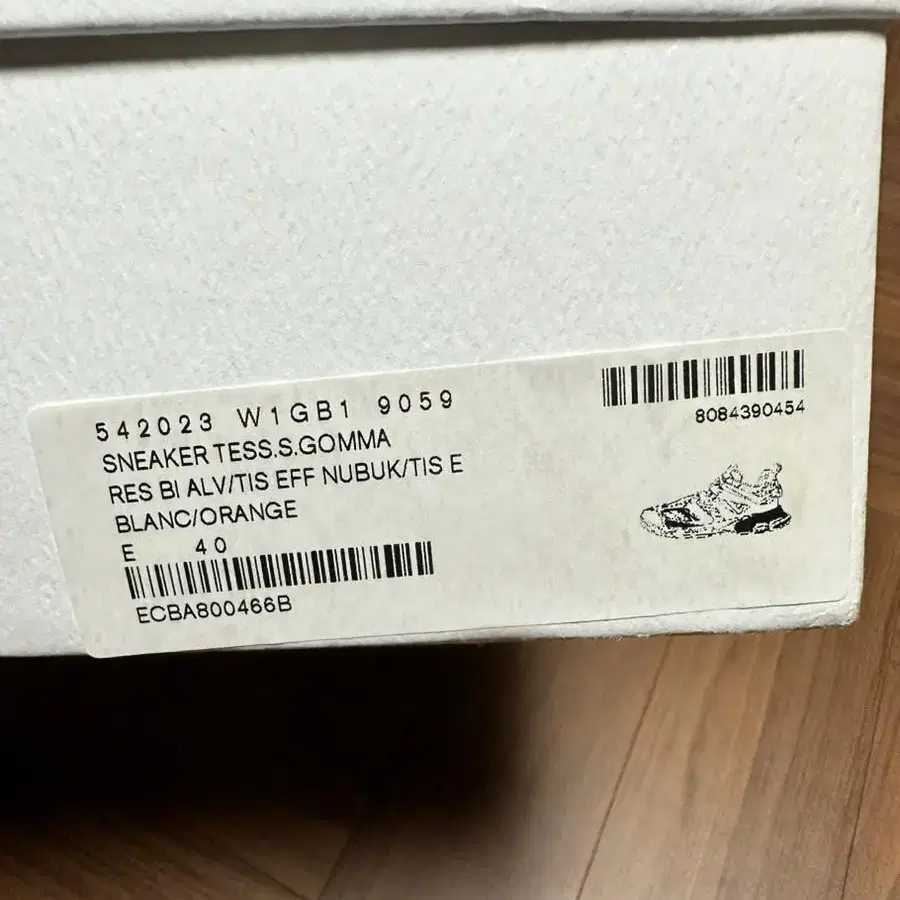 542023 W1GB1 9059
SNEAKER TESS.S.GOMMA
RES BI ALV/TIS EFF NUBUK/TIS E
BLANC/ORANGE
E 40
ECBA800466B
8084390454